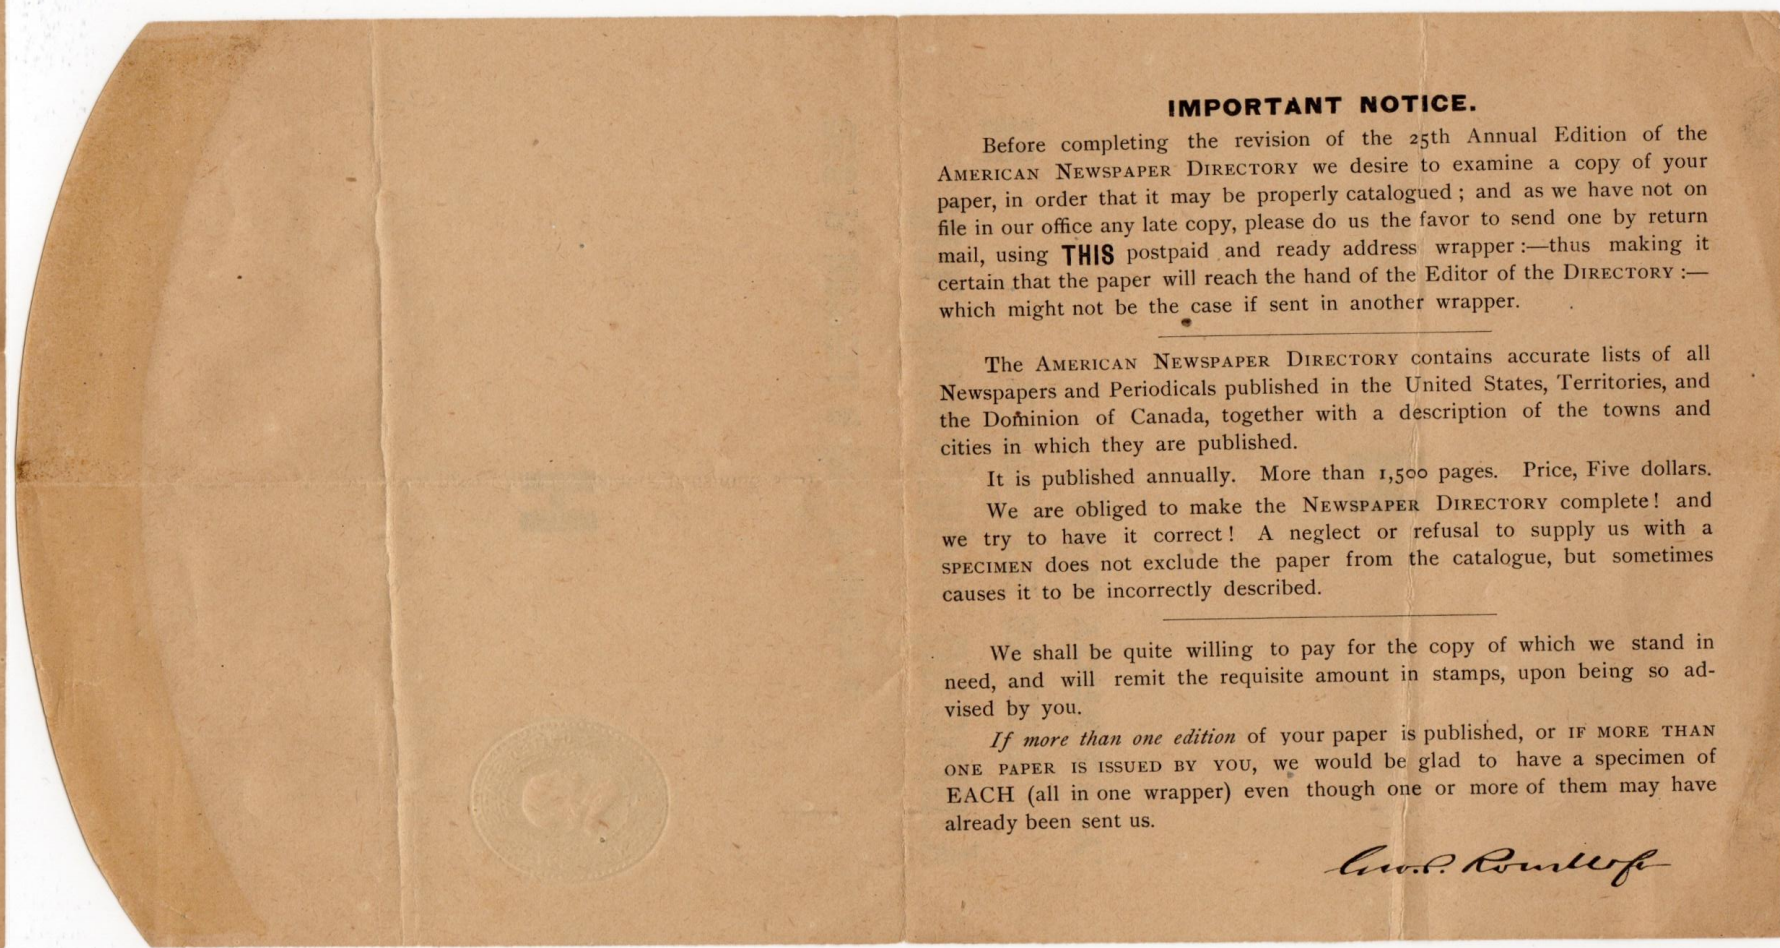 IMPORTANT NOTICE.
Before completing the revision of the 25th Annual Edition of the
AMERICAN NEWSPAPER DIRECTORY we desire to examine a copy of your
paper, in order that it may be properly catalogued ; and as we have not on
file in our office any late copy, please do us the favor to send one by return
mail, using THIS postpaid and ready address wrapper :—thus making it
certain that the paper will reach the hand of the Editor of the DIRECTORY :—
which might not be the case if sent in another wrapper.
The AMERICAN NEWSPAPER DIRECTORY contains accurate lists of all
Newspapers and Periodicals published in the United States, Territories, and
the Dominion of Canada, together with a description of the towns and
cities in which they are published.
It is published annually. More than 1,500 pages. Price, Five dollars.
We are obliged to make the NEWSPAPER DIRECTORY complete! and
we try to have it correct! A neglect or refusal to supply us with a
SPECIMEN does not exclude the paper from the catalogue, but sometimes
causes it to be incorrectly described.
We shall be quite willing to pay for the copy of which we stand in
need, and will remit the requisite amount in stamps, upon being so ad-
vised by you.
If more than one edition of your paper is published, or IF MORE THAN
ONE PAPER IS ISSUED BY YOU, we would be glad to have a specimen of
EACH (all in one wrapper) even though one or more of them may have
already been sent us.
Geo. P. Rowell & Co